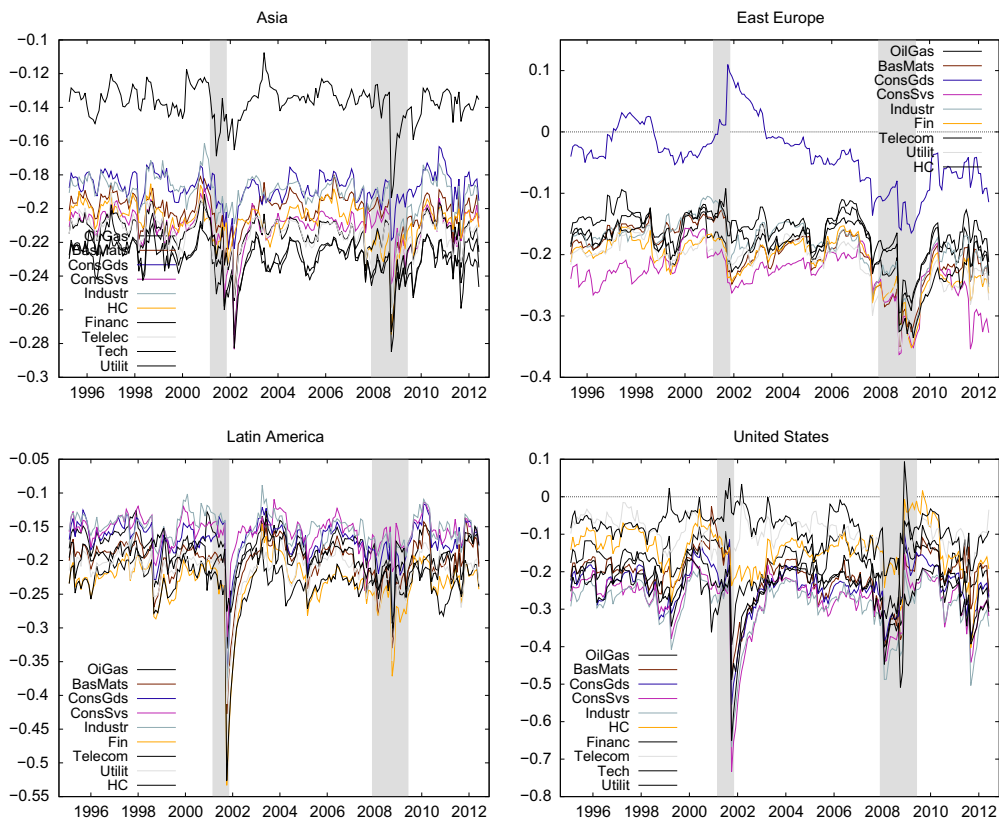 Asia
−0.1
−0.12
−0.14
−0.16
−0.18
−0.2
−0.22
−0.24
−0.26
−0.28
−0.3
OilGas
BasMats
ConsGds
ConsSvs
Industr
HC
Financ
Telelec
Tech
Utilit
1996 1998 2000 2002 2004 2006 2008 2010 2012
East Europe
0.1
0
−0.1
−0.2
−0.3
−0.4
OilGas
BasMats
ConsGds
ConsSvs
Industr
Fin
Telecom
Utilit
HC
1996 1998 2000 2002 2004 2006 2008 2010 2012
Latin America
−0.05
−0.1
−0.15
−0.2
−0.25
−0.3
−0.35
−0.4
−0.45
−0.5
−0.55
OiGas
BasMats
ConsGds
ConsSvs
Industr
Fin
Telecom
Utilit
HC
1996 1998 2000 2002 2004 2006 2008 2010 2012
United States
0.1
0
−0.1
−0.2
−0.3
−0.4
−0.5
−0.6
−0.7
−0.8
OilGas
BasMats
ConsGds
ConsSvs
Industr
HC
Financ
Telecom
Tech
Utilit
1996 1998 2000 2002 2004 2006 2008 2010 2012